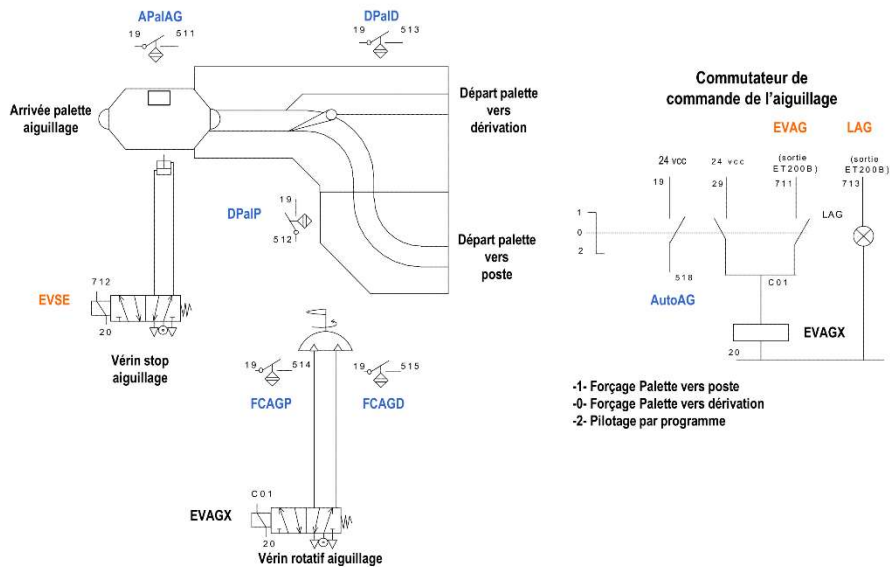 APalAG
19 511
DPalD
19 513
Arrivée palette
aiguillage
Départ palette
vers
dérivation
DPalP
19
512
Départ palette
vers
poste
EVSE
712
20
Vérin stop
aiguillage
19 514
FCAGP
19 515
FCAGD
EVAGX
C01
20
Vérin rotatif aiguillage
Commutateur de
commande de l'aiguillage
EVAG LAG
24 vcc
19
24 vcc
29
(sortie
ET200B)
711
(sortie
ET200B)
713
LAG
1
0
2
518
AutoAG
C01
EVAGX
20
-1- Forçage Palette vers poste
-0- Forçage Palette vers dérivation
-2- Pilotage par programme